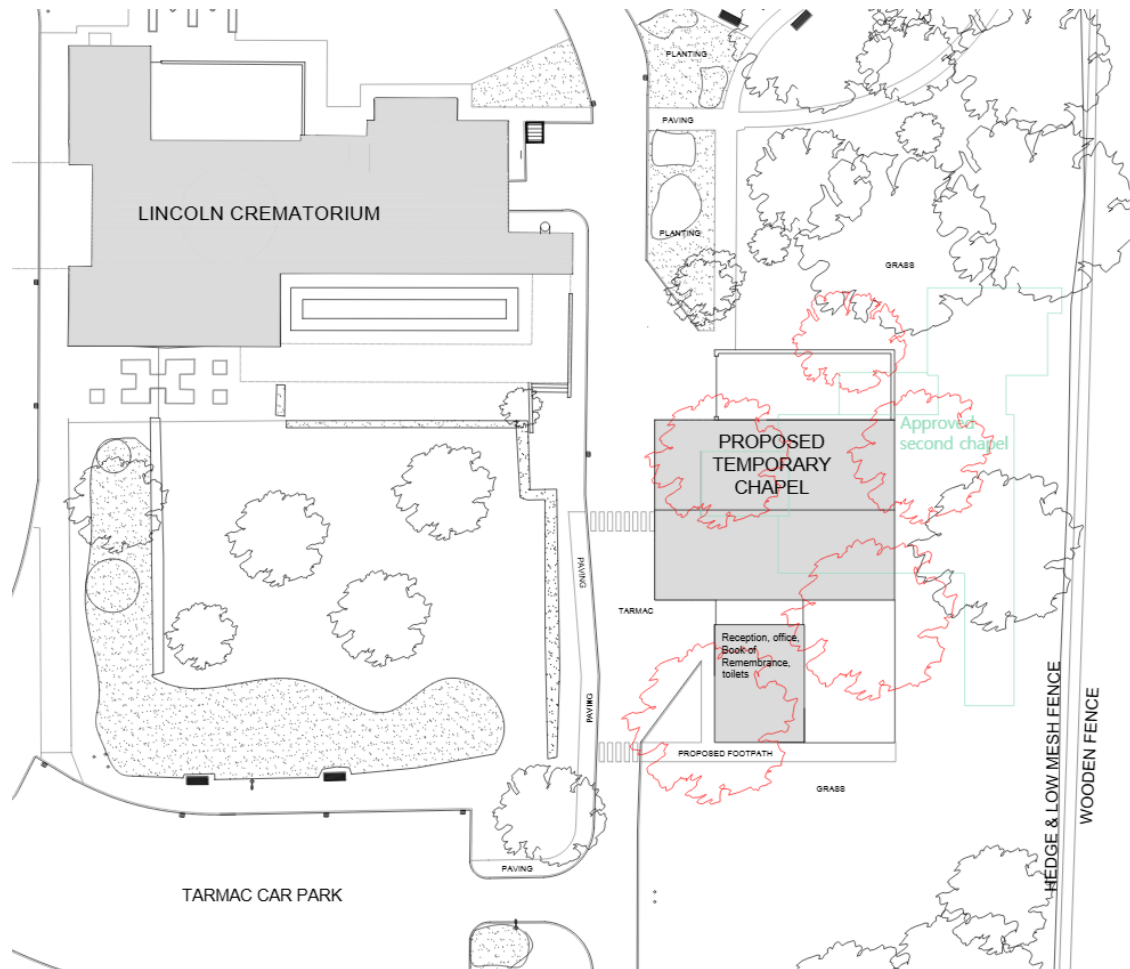 PLANTING
PAVING
LINCOLN CREMATORIUM
PLANTING
GRASS
Approved
second chapel
PROPOSED
TEMPORARY
CHAPEL
PAVING
TARMAC
Reception, office,
Book of
Remembrance,
toilets
PAVING
PROPOSED FOOTPATH
GRASS
HEDGE & LOW MESH FENCE
WOODEN FENCE
PAVING
TARMAC CAR PARK